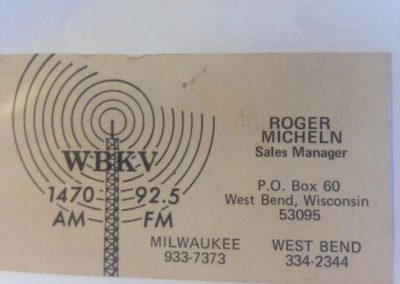 WBKV
1470 92.5
AM FM
ROGER
MICHELN
Sales Manager
P.O. Box 60
West Bend, Wisconsin
53095
MILWAUKEE
933-7373
WEST BEND
334-2344